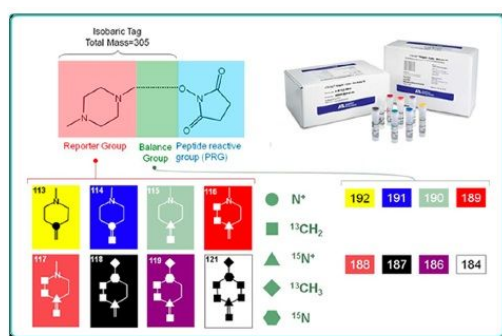 Isobaric Tag
Total Mass=305
N
N
O
N
O
O
Reporter Group
Balance
Group
Peptide reactive
group (PRG)
113
114
115
116
117
118
119
121
N*
¹³CH₂
¹⁵N*
¹³CH₃
¹⁵N
192
191
190
189
188
187
186
184